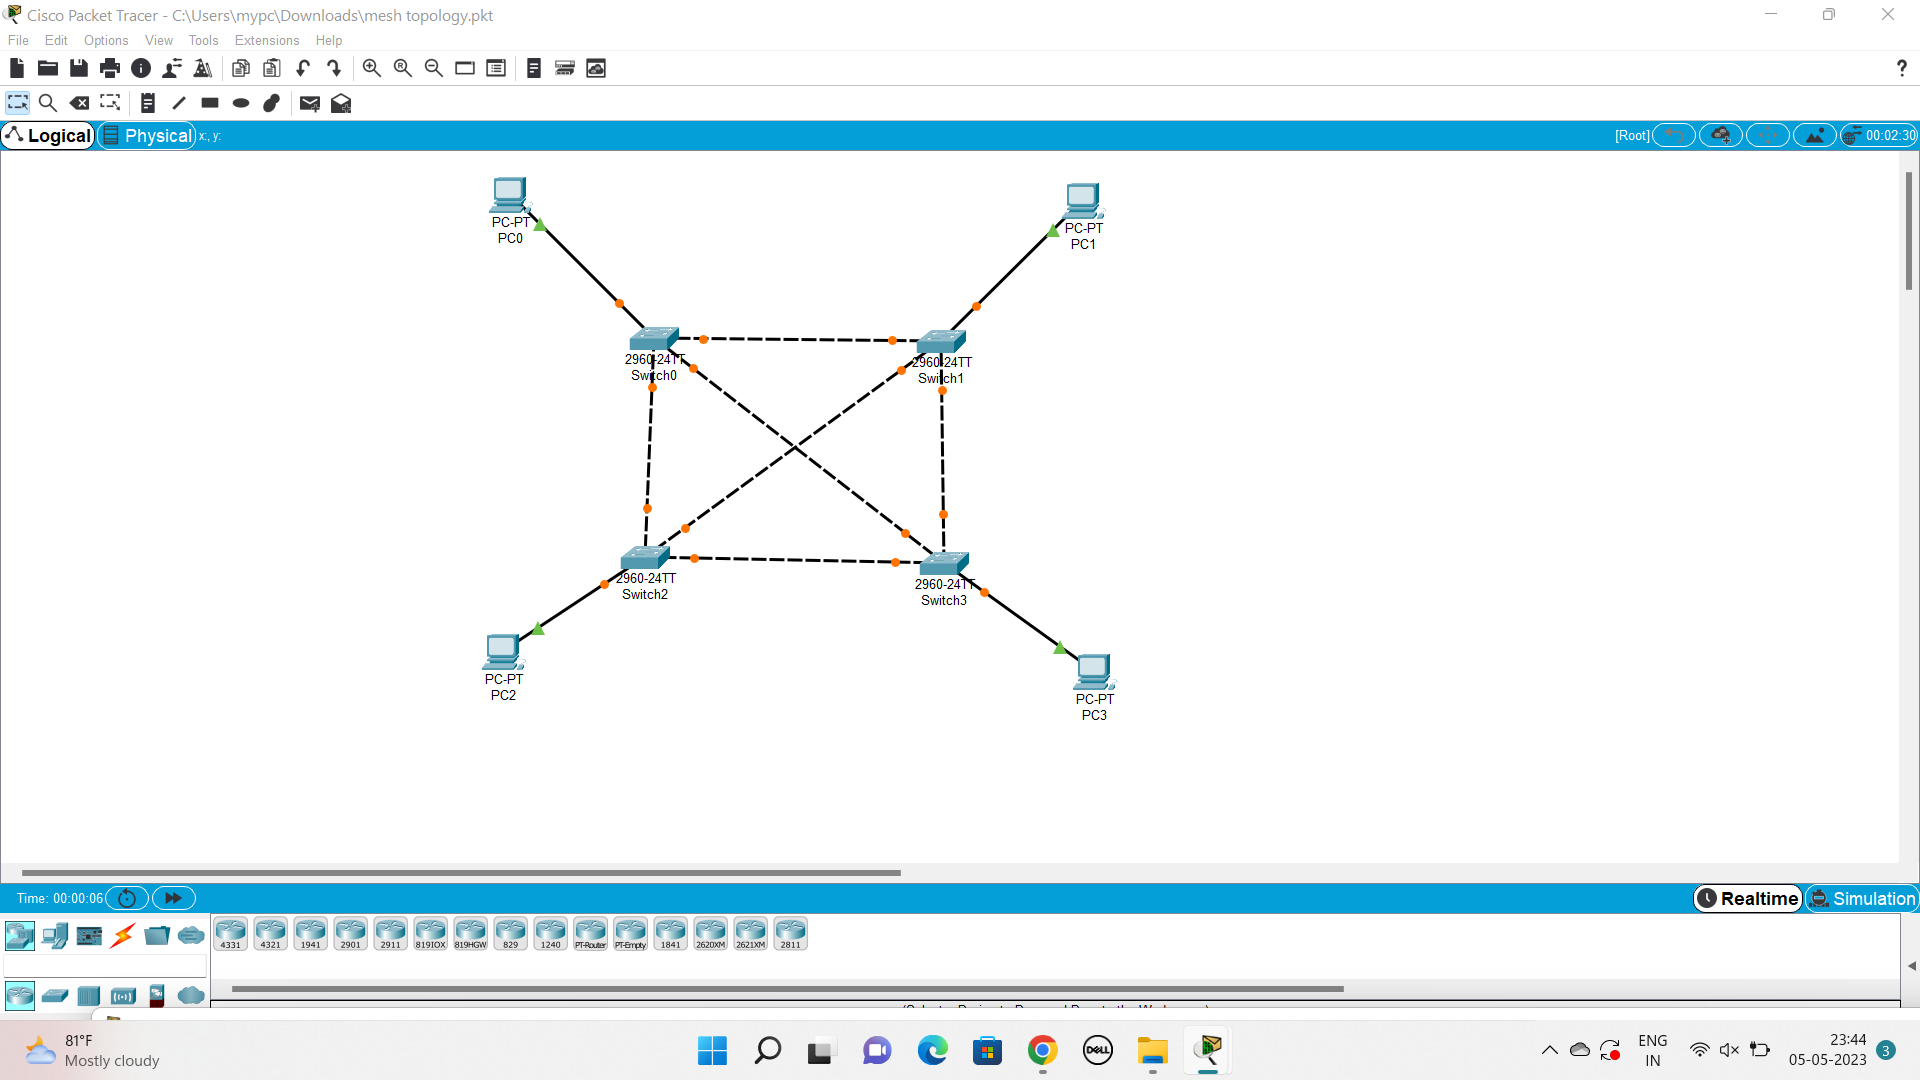 Cisco Packet Tracer - C:\Users\mypc\Downloads\mesh topology.pkt
File Edit Options View Tools Extensions Help
Logical Physical x:, y: [Root] 00:02:30
PC-PT
PC0
PC-PT
PC1
2960-24TT
Switch0
2960-24TT
Switch1
2960-24TT
Switch2
2960-24TT
Switch3
PC-PT
PC2
PC-PT
PC3
Time: 00:00:06 Realtime Simulation
4331 4321 1941 2901 2911 819IOX 819HGW 829 1240 PT-Router PT-Empty 1841 2620XM 2621XM 2811
81°F
Mostly cloudy
DELL
ENG
IN
23:44
05-05-2023
3